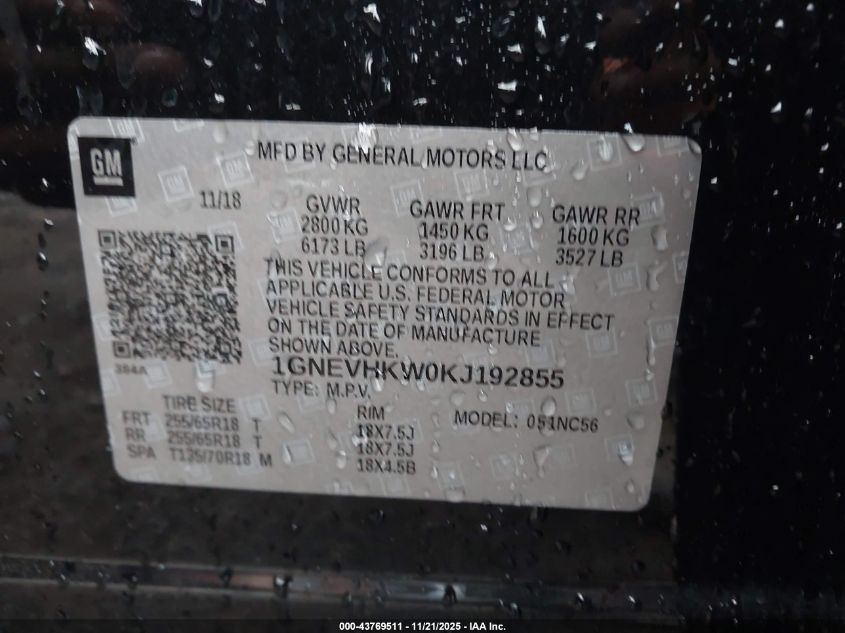 GM
MFD BY GENERAL MOTORS LLC
11/18
GVWR
2800 KG
6173 LB
GAWR FRT
1450 KG
3196 LB
GAWR RR
1600 KG
3527 LB
THIS VEHICLE CONFORMS TO ALL
APPLICABLE U.S. FEDERAL MOTOR
VEHICLE SAFETY STANDARDS IN EFFECT
ON THE DATE OF MANUFACTURE
SHOWN ABOVE.
384A
1GNEVHKW0KJ192855
TYPE: M.P.V.
MODEL: 051NC56
TIRE SIZE RIM
FRT 255/65R18 T 18X7.5J
RR 255/65R18 T 18X7.5J
SPA T135/70R18 M 18X4.5B
000-43769511 - 11/21/2025 - IAA Inc.